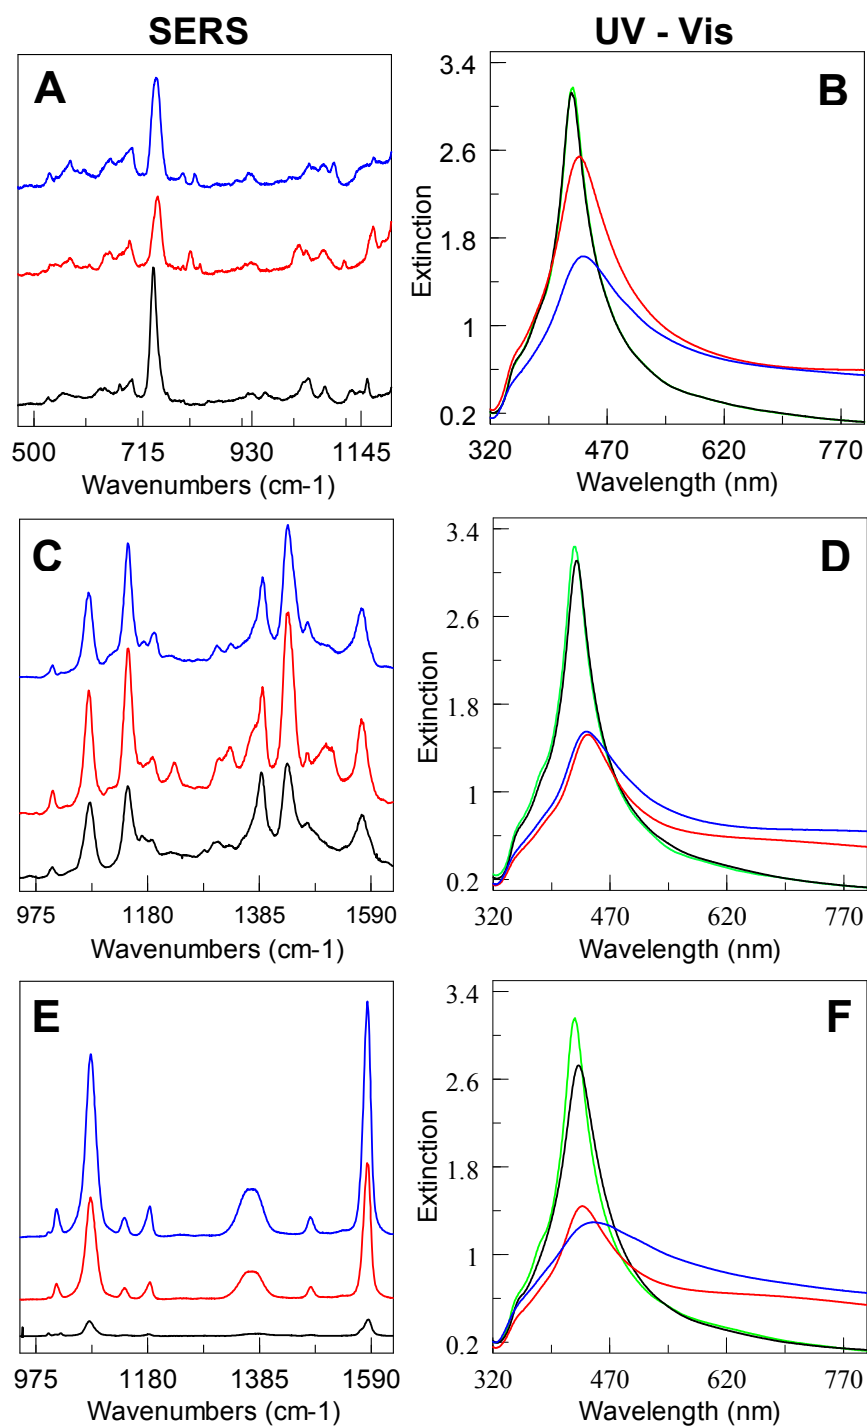 SERS UV - Vis
A
500 715 930 1145
Wavenumbers (cm-1)
B
3.4
2.6
1.8
1
0.2
Extinction
320 470 620 770
Wavelength (nm)
C
975 1180 1385 1590
Wavenumbers (cm-1)
D
3.4
2.6
1.8
1
0.2
Extinction
320 470 620 770
Wavelength (nm)
E
975 1180 1385 1590
Wavenumbers (cm-1)
F
3.4
2.6
1.8
1
0.2
Extinction
320 470 620 770
Wavelength (nm)